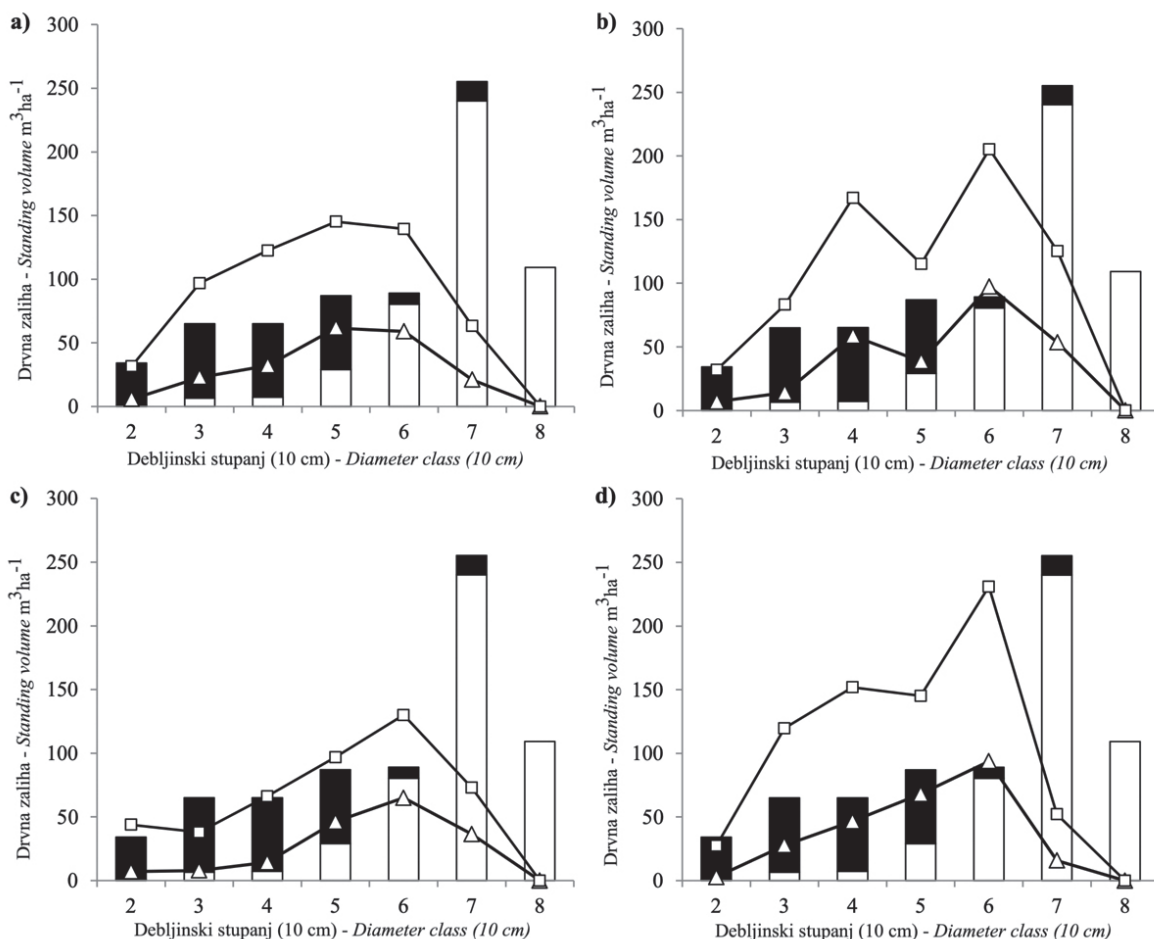 a)
Drvna zaliha - Standing volume m³ha⁻¹
300
250
200
150
100
50
0
2 3 4 5 6 7 8
Debljinski stupanj (10 cm) - Diameter class (10 cm)
b)
Drvna zaliha - Standing volume m³ha⁻¹
300
250
200
150
100
50
0
2 3 4 5 6 7 8
Debljinski stupanj (10 cm) - Diameter class (10 cm)
c)
Drvna zaliha - Standing volume m³ha⁻¹
300
250
200
150
100
50
0
2 3 4 5 6 7 8
Debljinski stupanj (10 cm) - Diameter class (10 cm)
d)
Drvna zaliha - Standing volume m³ha⁻¹
300
250
200
150
100
50
0
2 3 4 5 6 7 8
Debljinski stupanj (10 cm) - Diameter class (10 cm)